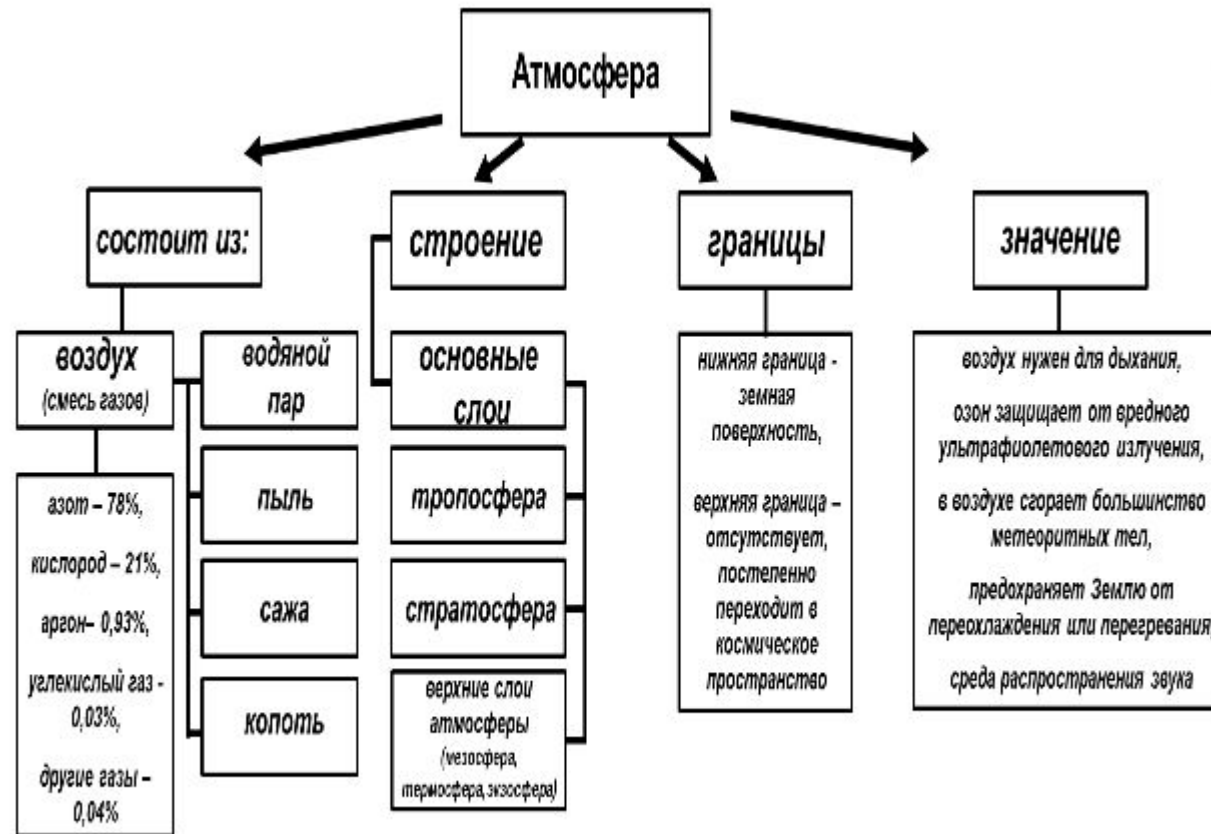 Атмосфера
состоит из:
воздух
(смесь газов)
азот – 78%,
кислород – 21%,
аргон– 0,93%,
углекислый газ -
0,03%,
другие газы –
0,04%
водяной
пар
пыль
сажа
копоть
строение
основные
слои
тропосфера
стратосфера
верхние слои
атмосферы
(мезосфера,
термосфера, экзосфера)
границы
нижняя граница -
земная
поверхность,
верхняя граница –
отсутствует,
постепенно
переходит в
космическое
пространство
значение
воздух нужен для дыхания,
озон защищает от вредного
ультрафиолетового излучения,
в воздухе сгорает большинство
метеоритных тел,
предохраняет Землю от
переохлаждения или перегревания,
среда распространения звука